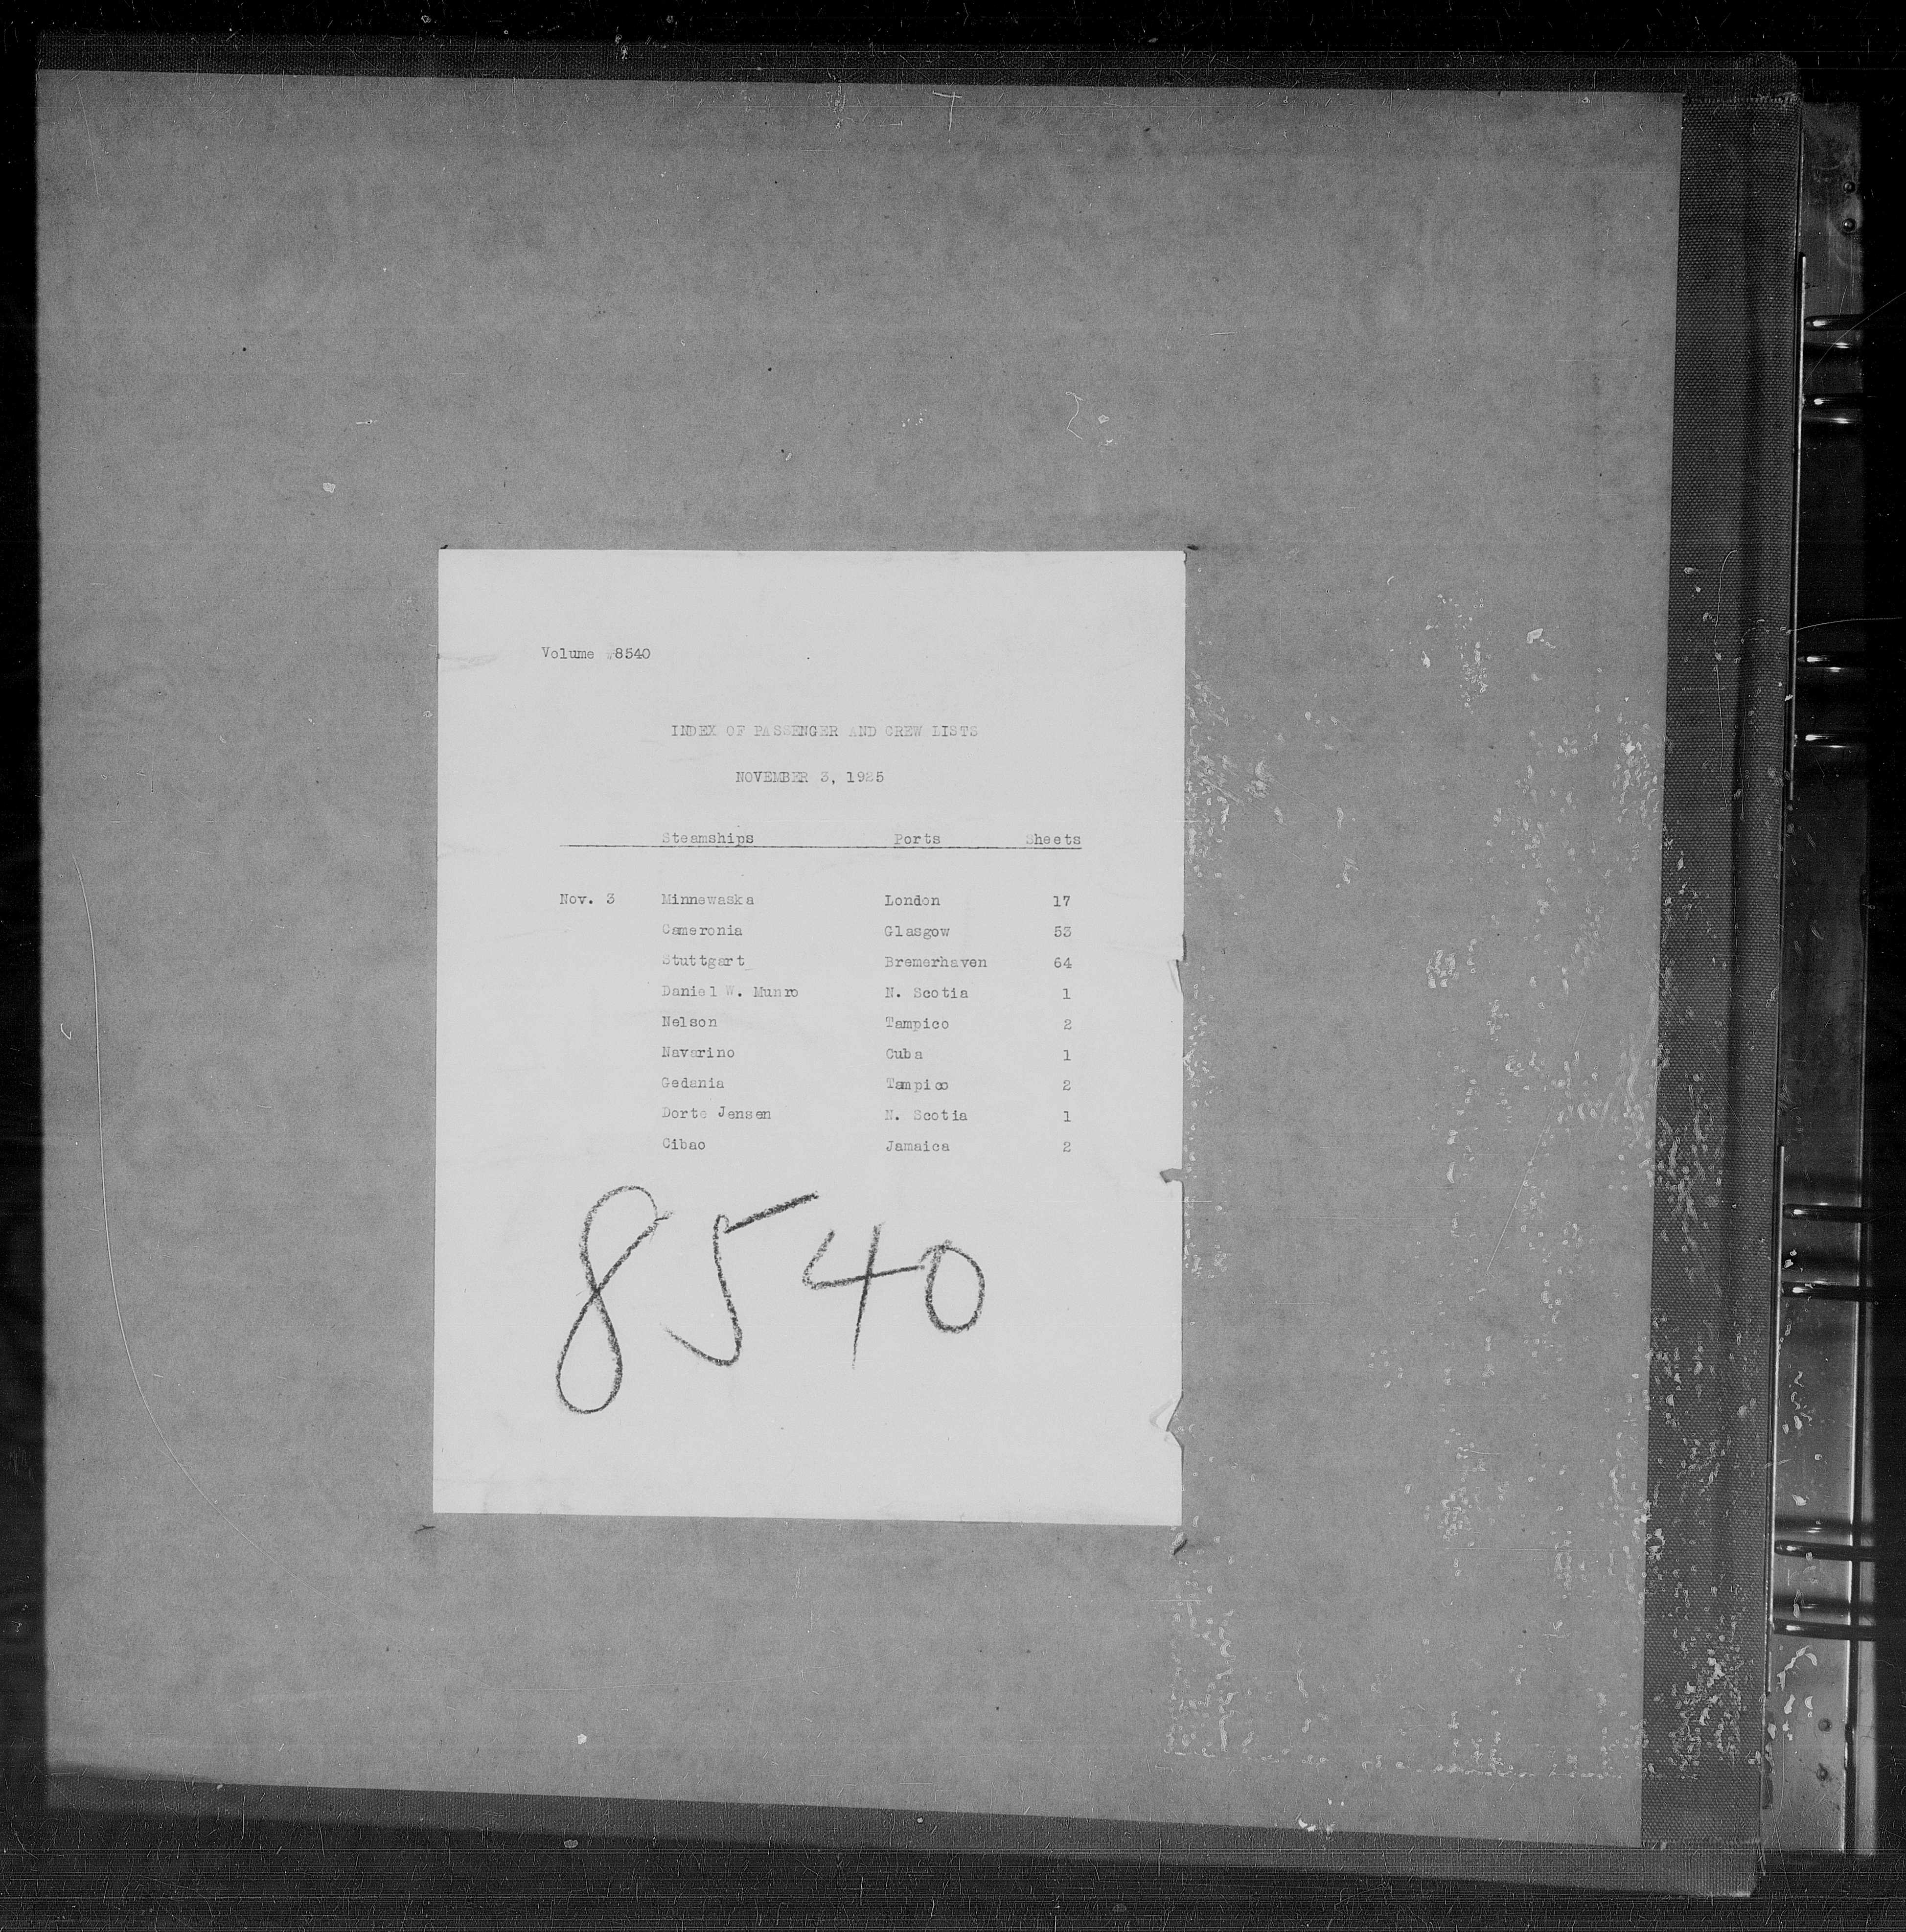 Volume #8540
INDEX OF PASSENGER AND CREW LISTS
NOVEMBER 3, 1925
Steamships Ports Sheets
Nov. 3 Minnewaska London 17
Cameronia Glasgow 53
Stuttgart Bremerhaven 64
Daniel W. Munro N. Scotia 1
Nelson Tampico 2
Navarino Cuba 1
Gedania Tampico 2
Dorte Jensen N. Scotia 1
Cibao Jamaica 2
8540